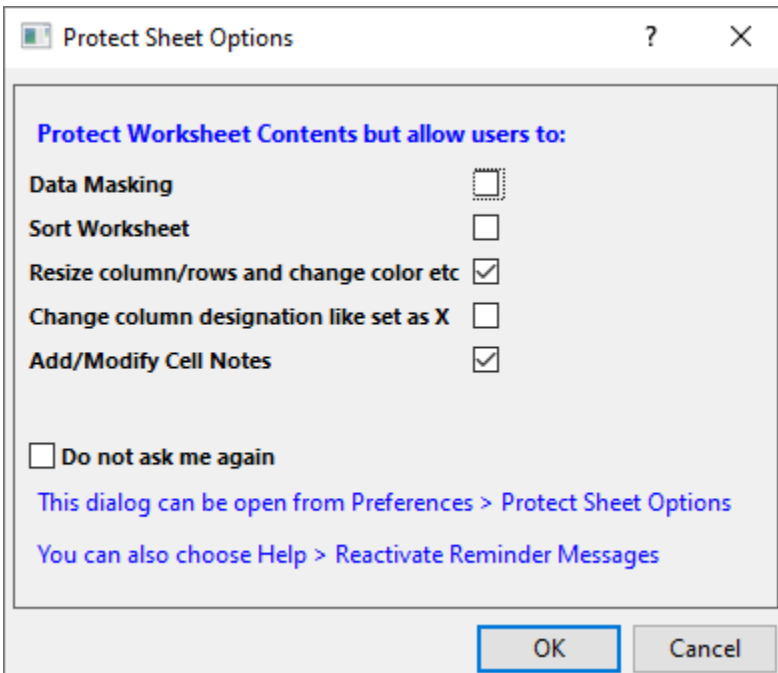 Protect Sheet Options
?
Protect Worksheet Contents but allow users to:
Data Masking
Sort Worksheet
Resize column/rows and change color etc
Change column designation like set as X
Add/Modify Cell Notes
Do not ask me again
This dialog can be open from Preferences > Protect Sheet Options
You can also choose Help > Reactivate Reminder Messages
OK
Cancel